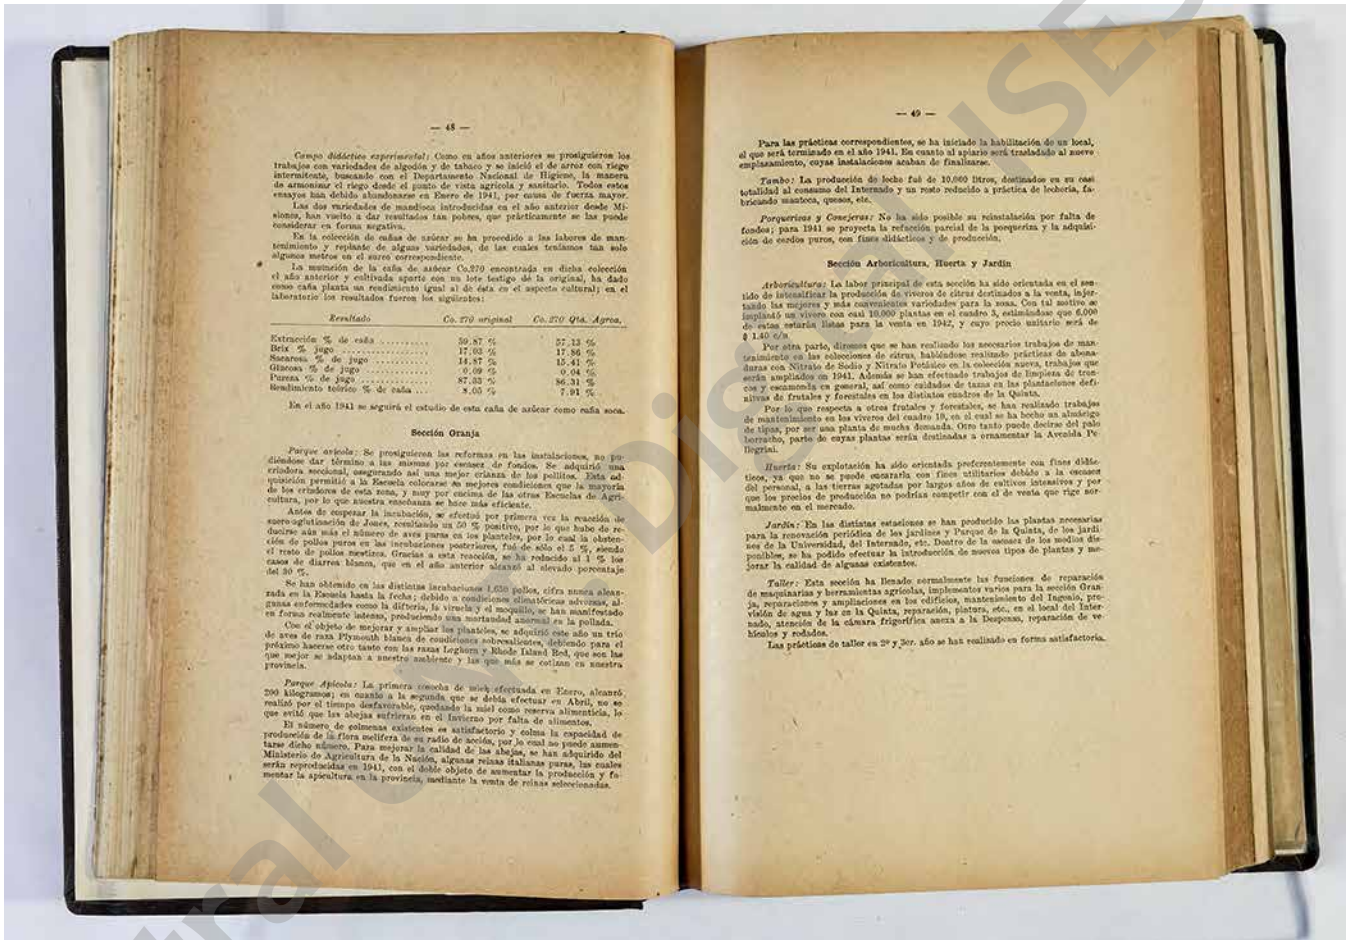 — 48 —
Campo didáctico experimental: Como en años anteriores se prosiguieron los
trabajos con variedades de algodón y de tabaco y se inició el de arroz con riego
intermitente, buscando con el Departamento Nacional de Higiene, la manera
de armonizar el riego desde el punto de vista agrícola y sanitario. Todos estos
ensayos han debido abandonarse en Enero de 1941, por causa de fuerza mayor.
Las dos variedades de mandioca introducidas en el año anterior desde Mi-
siones, han vuelto a dar resultados tan pobres, que prácticamente se las puede
considerar en forma negativa.
En la colección de cañas de azúcar se ha procedido a las labores de man-
tenimiento y replante de algunas variedades, de las cuales teníamos tan solo
algunos metros en el surco correspondiente.
La mutación de la caña de azúcar Co.270 encontrada en dicha colección
el año anterior y cultivada aparte con un lote testigo de la original, ha dado
como caña planta un rendimiento igual al de ésta en el aspecto cultural; en el
laboratorio los resultados fueron los siguientes:
Resultado Co. 270 original Co. 270 Qta. Agroa.
Extracción % de caña .......... 59.87 % 57.13 %
Brix % jugo .................. 17.03 % 17.86 %
Sacarosa % de jugo ............ 14.87 % 15.41 %
Glucosa % de jugo ............. 0.09 % 0.04 %
Pureza % de jugo .............. 87.33 % 86.31 %
Rendimiento teórico % de caña ... 8.05 % 7.91 %
En el año 1941 se seguirá el estudio de esta caña de azúcar como caña soca.
Sección Granja
Parque avícola: Se prosiguieron las reformas en las instalaciones, no pu-
diéndose dar término a las mismas por escasez de fondos. Se adquirió una
criadora seccional, asegurando así una mejor crianza de los pollitos. Esta ad-
quisición permitió a la Escuela colocarse en mejores condiciones que la mayoría
de los criadores de esta zona, y muy por encima de las otras Escuelas de Agri-
cultura, por lo que nuestra enseñanza se hace más eficiente.
Antes de empezar la incubación, se efectuó por primera vez la reacción de
suero-aglutinación de Jones, resultando un 50 % positivo, por lo que hubo de re-
ducirse aún más el número de aves puras en los planteles, por lo cual la obten-
ción de pollos puros en las incubaciones posteriores, fué de sólo el 5 %, siendo
el resto de pollos mestizos. Gracias a esta reacción, se ha reducido al 1 % los
casos de diarrea blanca, que en el año anterior alcanzó al elevado porcentaje
del 30 %.
Se han obtenido en las distintas incubaciones 1.650 pollos, cifra nunca alcan-
zada en la Escuela hasta la fecha; debido a condiciones climatéricas adversas, al-
gunas enfermedades como la difteria, la viruela y el moquillo, se han manifestado
en forma realmente intensa, produciendo una mortandad anormal en la pollada.
Con el objeto de mejorar y ampliar los planteles, se adquirió este año un trío
de aves de raza Plymouth blanca de condiciones sobresalientes, debiendo para el
próximo hacerse otro tanto con las razas Leghorn y Rhode Island Red, que son las
que mejor se adaptan a nuestro ambiente y las que más se cotizan en nuestra
provincia.
Parque Apícola: La primera cosecha de miel, efectuada en Enero, alcanzó
200 kilogramos; en cuanto a la segunda que se debía efectuar en Abril, no se
realizó por el tiempo desfavorable, quedando la miel como reserva alimenticia, lo
que evitó que las abejas sufrieran en el Invierno por falta de alimentos.
El número de colmenas existentes es satisfactorio y colma la capacidad de
producción de la flora melífera de su radio de acción, por lo cual no puede aumen-
tarse dicho número. Para mejorar la calidad de las abejas, se han adquirido del
Ministerio de Agricultura de la Nación, algunas reinas italianas puras, las cuales
serán reproducidas en 1941, con el doble objeto de aumentar la producción y fo-
mentar la apicultura en la provincia, mediante la venta de reinas seleccionadas.
— 49 —
Para las prácticas correspondientes, se ha iniciado la habilitación de un local,
el que será terminado en el año 1941. En cuanto al apiario será trasladado al nuevo
emplazamiento, cuyas instalaciones acaban de finalizarse.
Tambo: La producción de leche fué de 10.000 litros, destinados en su casi
totalidad al consumo del Internado y un resto reducido a práctica de lechería, fa-
bricando manteca, quesos, etc.
Porquerizas y Conejeras: No ha sido posible su reinstalación por falta de
fondos; para 1941 se proyecta la refacción parcial de la porqueriza y la adquisi-
ción de cerdos puros, con fines didácticos y de producción.
Sección Arboricultura, Huerta y Jardín
Arboricultura: La labor principal de esta sección ha sido orientada en el sen-
tido de intensificar la producción de viveros de citrus destinados a la venta, injer-
tando las mejores y más convenientes variedades para la zona. Con tal motivo se
implantó un vivero con casi 10.000 plantas en el cuadro 3, estimándose que 6.000
de estas estarán listas para la venta en 1942, y cuyo precio unitario será de
$ 1.40 c/u
Por otra parte, diremos que se han realizado los necesarios trabajos de man-
tenimiento en las colecciones de citrus, habiéndose realizado prácticas de abona-
duras con Nitrato de Sodio y Nitrato Potásico en la colección nueva, trabajos que
serán ampliados en 1941. Además se han efectuado trabajos de limpieza de tron-
cos y escamonda en general, así como cuidados de tazas en las plantaciones defi-
nitivas de frutales y forestales en los distintos cuadros de la Quinta.
Por lo que respecta a otros frutales y forestales, se han realizado trabajos
de mantenimiento en los viveros del cuadro 19, en el cual se ha hecho un almácigo
de tipas, por ser una planta de mucha demanda. Otro tanto puede decirse del palo
borracho, parte de cuyas plantas serán destinadas a ornamentar la Avenida Pe-
llegrini.
Huerta: Su explotación ha sido orientada preferentemente con fines didác-
ticos, ya que no se puede encararla con fines utilitarios debido a la escasez
del personal, a las tierras agotadas por largos años de cultivos intensivos y por
que los precios de producción no podrían competir con el de venta que rige nor-
malmente en el mercado.
Jardín: En las distintas estaciones se han producido las plantas necesarias
para la renovación periódica de los jardines y Parque de la Quinta, de los jardi-
nes de la Universidad, del Internado, etc. Dentro de la escasez de los medios dis-
ponibles, se ha podido efectuar la introducción de nuevos tipos de plantas y me-
jorar la calidad de algunas existentes.
Taller: Esta sección ha llenado normalmente las funciones de reparación
de maquinarias y herramientas agrícolas, implementos varios para la sección Gran-
ja, reparaciones y ampliaciones en los edificios, mantenimiento del Ingenio, pro-
visión de agua y luz en la Quinta, reparación, pintura, etc., en el local del Inter-
nado, atención de la cámara frigorífica anexa a la Despensa, reparación de ve-
hículos y rodados.
Las prácticas de taller en 2º y 3er. año se han realizado en forma satisfactoria.